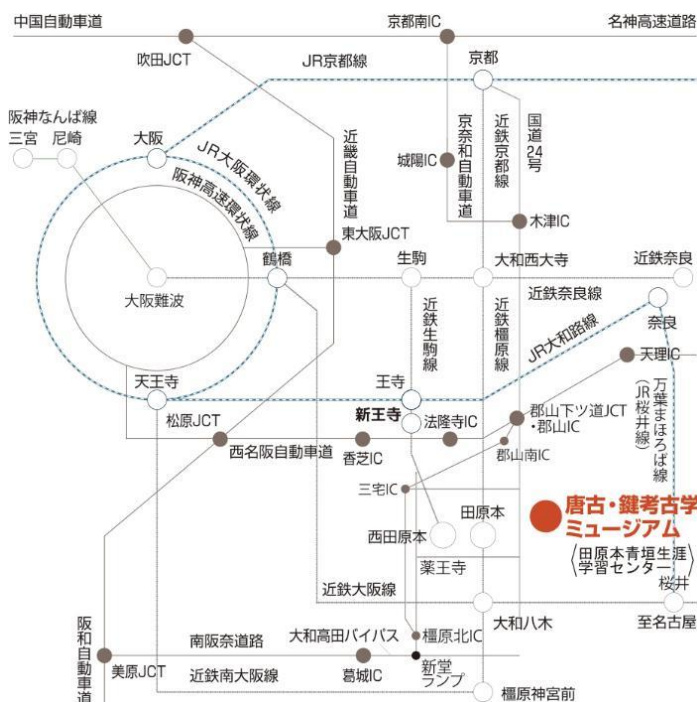 中国自動車道
京都南IC
名神高速道路
吹田JCT
JR京都線
京都
阪神なんば線
三宮
尼崎
大阪
JR大阪環状線
阪神高速環状線
近畿自動車道
城陽IC
京奈和自動車道
近鉄京都線
国道24号
木津IC
東大阪JCT
鶴橋
生駒
大和西大寺
近鉄奈良
大阪難波
近鉄奈良線
近鉄生駒線
近鉄橿原線
JR大和路線
奈良
天理IC
天王寺
王寺
新王寺
松原JCT
法隆寺IC
郡山下ツ道JCT
・郡山IC
万葉まほろば線
(JR桜井線)
西名阪自動車道
香芝IC
郡山南IC
三宅IC
田原本
西田原本
唐古・鍵考古学
ミュージアム
〈田原本青垣生涯
学習センター〉
薬王寺
桜井
近鉄大阪線
大和八木
至名古屋
阪和自動車道
南阪奈道路
大和高田バイパス
橿原北IC
美原JCT
近鉄南大阪線
葛城IC
新堂
ランプ
橿原神宮前